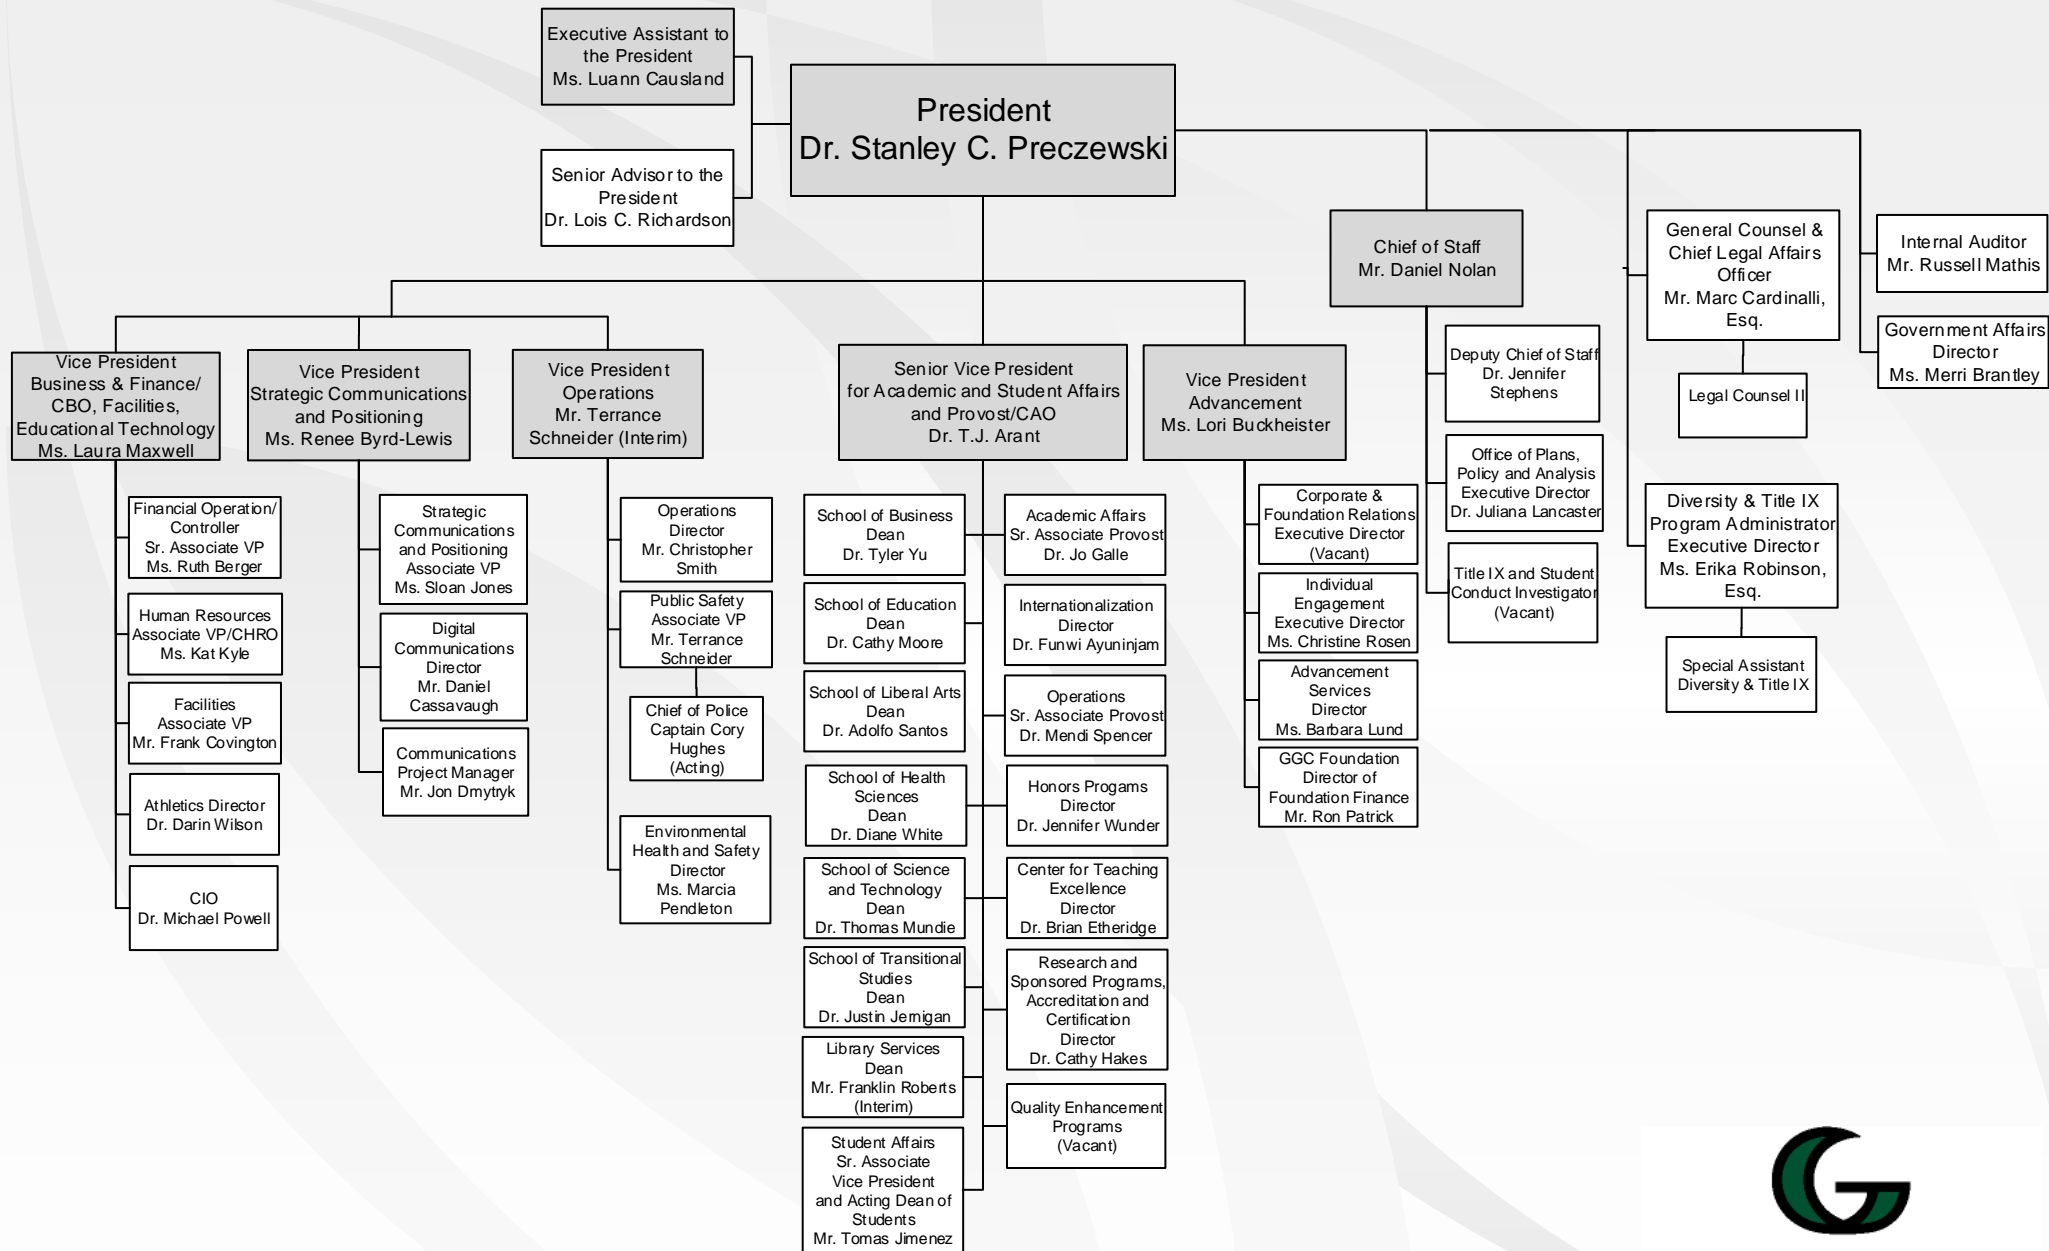 Executive Assistant to
the President
Ms. Luann Causland
President
Dr. Stanley C. Preczewski
Senior Advisor to the
President
Dr. Lois C. Richardson
Chief of Staff
Mr. Daniel Nolan
General Counsel &
Chief Legal Affairs
Officer
Mr. Marc Cardinalli,
Esq.
Internal Auditor
Mr. Russell Mathis
Government Affairs
Director
Ms. Merri Brantley
Legal Counsel II
Deputy Chief of Staff
Dr. Jennifer
Stephens
Office of Plans,
Policy and Analysis
Executive Director
Dr. Juliana Lancaster
Title IX and Student
Conduct Investigator
(Vacant)
Diversity & Title IX
Program Administrator
Executive Director
Ms. Erika Robinson,
Esq.
Special Assistant
Diversity & Title IX
Vice President
Business & Finance/
CBO, Facilities,
Educational Technology
Ms. Laura Maxwell
Financial Operation/
Controller
Sr. Associate VP
Ms. Ruth Berger
Human Resources
Associate VP/CHRO
Ms. Kat Kyle
Facilities
Associate VP
Mr. Frank Covington
Athletics Director
Dr. Darin Wilson
CIO
Dr. Michael Powell
Vice President
Strategic Communications
and Positioning
Ms. Renee Byrd-Lewis
Strategic
Communications
and Positioning
Associate VP
Ms. Sloan Jones
Digital
Communications
Director
Mr. Daniel
Cassavaugh
Communications
Project Manager
Mr. Jon Dmytryk
Vice President
Operations
Mr. Terrance
Schneider (Interim)
Operations
Director
Mr. Christopher
Smith
Public Safety
Associate VP
Mr. Terrance
Schneider
Chief of Police
Captain Cory
Hughes
(Acting)
Environmental
Health and Safety
Director
Ms. Marcia
Pendleton
Senior Vice President
for Academic and Student Affairs
and Provost/CAO
Dr. T.J. Arant
School of Business
Dean
Dr. Tyler Yu
School of Education
Dean
Dr. Cathy Moore
School of Liberal Arts
Dean
Dr. Adolfo Santos
School of Health
Sciences
Dean
Dr. Diane White
School of Science
and Technology
Dean
Dr. Thomas Mundie
School of Transitional
Studies
Dean
Dr. Justin Jernigan
Library Services
Dean
Mr. Franklin Roberts
(Interim)
Student Affairs
Sr. Associate
Vice President
and Acting Dean of
Students
Mr. Tomas Jimenez
Academic Affairs
Sr. Associate Provost
Dr. Jo Galle
Internationalization
Director
Dr. Funwi Ayuninjam
Operations
Sr. Associate Provost
Dr. Mendi Spencer
Honors Progams
Director
Dr. Jennifer Wunder
Center for Teaching
Excellence
Director
Dr. Brian Etheridge
Research and
Sponsored Programs,
Accreditation and
Certification
Director
Dr. Cathy Hakes
Quality Enhancement
Programs
(Vacant)
Vice President
Advancement
Ms. Lori Buckheister
Corporate &
Foundation Relations
Executive Director
(Vacant)
Individual
Engagement
Executive Director
Ms. Christine Rosen
Advancement
Services
Director
Ms. Barbara Lund
GGC Foundation
Director of
Foundation Finance
Mr. Ron Patrick